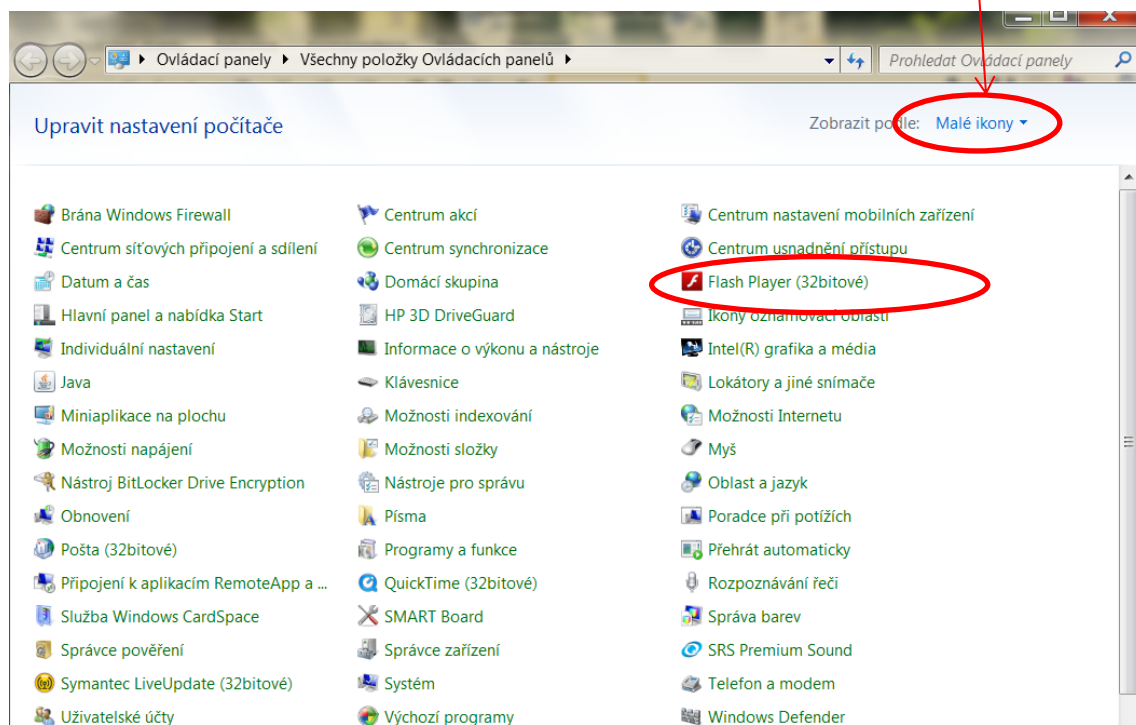 Ovládací panely Všechny položky Ovládacích panelů Prohledat Ovládací panely
Upravit nastavení počítače Zobrazit podle: Malé ikony
Brána Windows Firewall Centrum akcí Centrum nastavení mobilních zařízení
Centrum síťových připojení a sdílení Centrum synchronizace Centrum usnadnění přístupu
Datum a čas Domácí skupina Flash Player (32bitové)
Hlavní panel a nabídka Start HP 3D DriveGuard Ikony oznamovací oblasti
Individuální nastavení Informace o výkonu a nástroje Intel(R) grafika a média
Java Klávesnice Lokátory a jiné snímače
Miniaplikace na plochu Možnosti indexování Možnosti Internetu
Možnosti napájení Možnosti složky Myš
Nástroj BitLocker Drive Encryption Nástroje pro správu Oblast a jazyk
Obnovení Písma Poradce při potížích
Pošta (32bitové) Programy a funkce Přehrát automaticky
Připojení k aplikacím RemoteApp a ... QuickTime (32bitové) Rozpoznávání řeči
Služba Windows CardSpace SMART Board Správa barev
Správce pověření Správce zařízení SRS Premium Sound
Symantec LiveUpdate (32bitové) Systém Telefon a modem
Uživatelské účty Výchozí programy Windows Defender